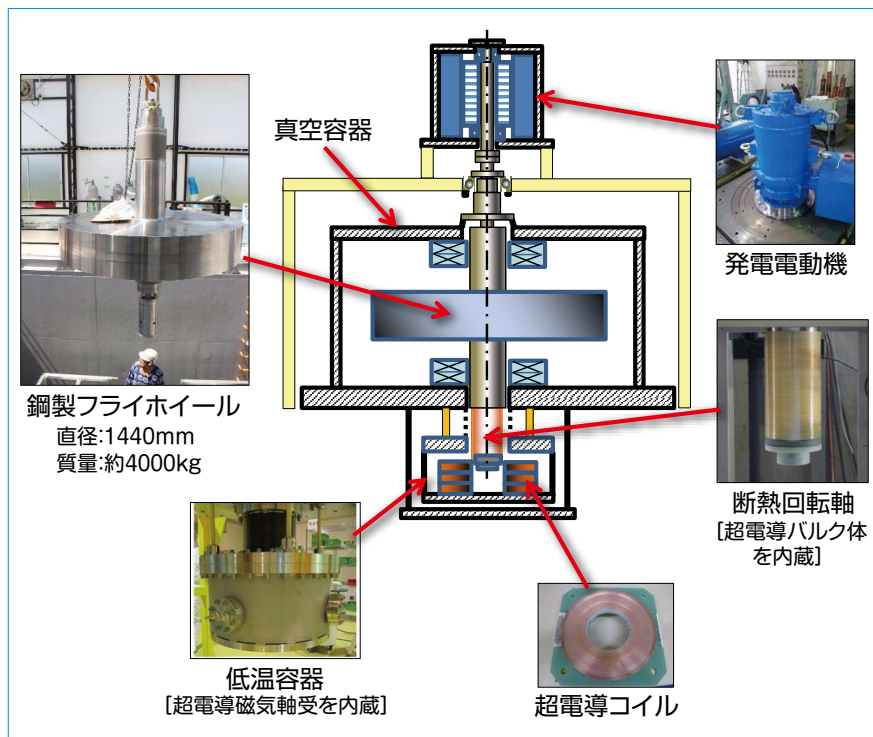 真空容器
発電電動機
鋼製フライホイール
直径:1440mm
質量:約4000kg
断熱回転軸
[超電導バルク体
を内蔵]
低温容器
[超電導磁気軸受を内蔵]
超電導コイル